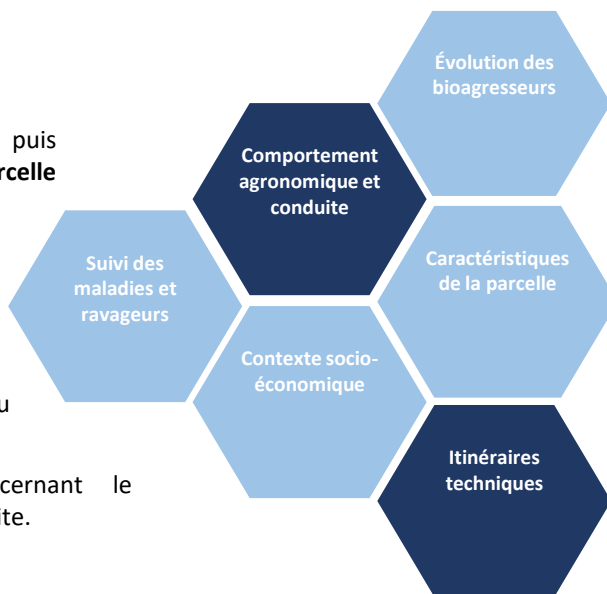 puis
rcelle
u
cernant le
ite.
Évolution des
bioagresseurs
Comportement
agronomique et
conduite
Suivi des
maladies et
ravageurs
Caractéristiques
de la parcelle
Contexte socio-
économique
Itinéraires
techniques